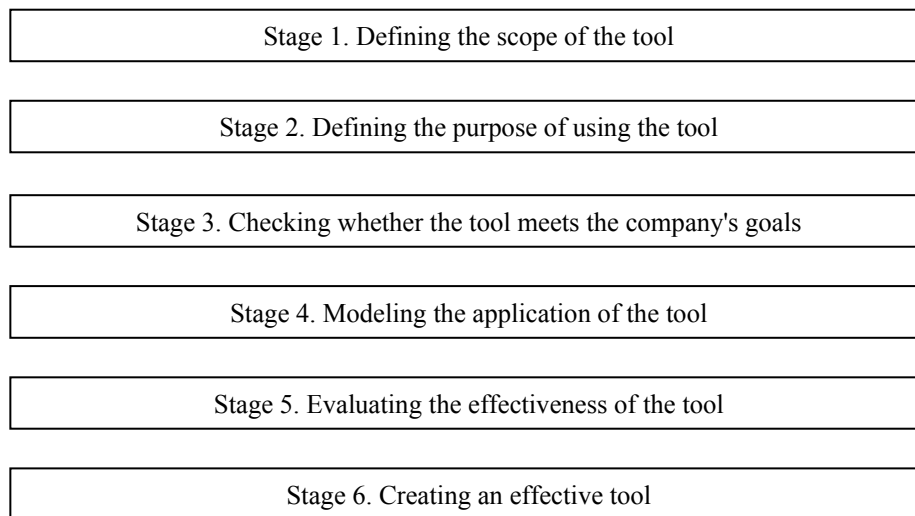 Stage 1. Defining the scope of the tool
Stage 2. Defining the purpose of using the tool
Stage 3. Checking whether the tool meets the company's goals
Stage 4. Modeling the application of the tool
Stage 5. Evaluating the effectiveness of the tool
Stage 6. Creating an effective tool